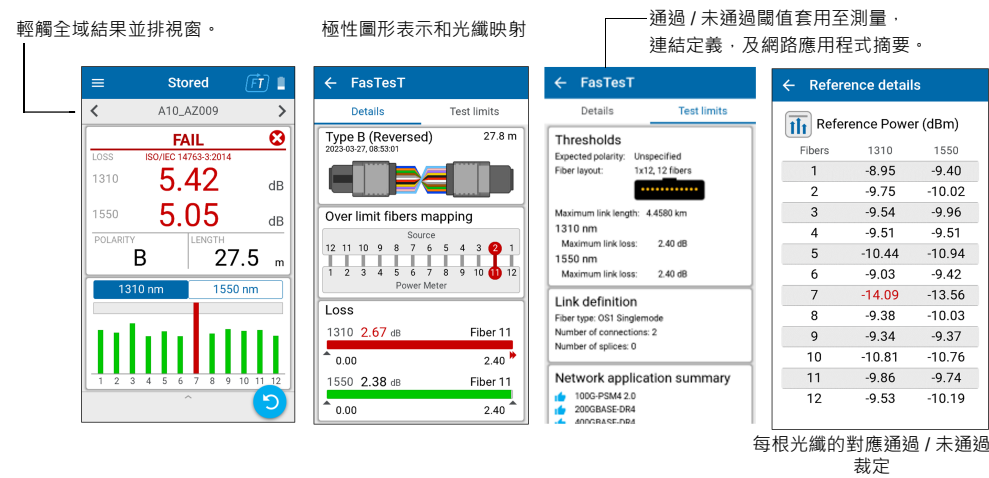 輕觸全域結果並排視窗。
極性圖形表示和光纖映射
通過 / 未通過閾值套用至測量，
連結定義，及網路應用程式摘要。
Stored
FT
A10_AZ009
FAIL
LOSS
ISO/IEC 14763-3:2014
1310 5.42 dB
1550 5.05 dB
POLARITY LENGTH
B 27.5 m
1310 nm 1550 nm
1 2 3 4 5 6 7 8 9 10 11 12
FasTesT
Details Test limits
Type B (Reversed) 27.8 m
2023-03-27, 08:53:01
Over limit fibers mapping
Source
12 11 10 9 8 7 6 5 4 3 2 1
1 2 3 4 5 6 7 8 9 10 11 12
Power Meter
Loss
1310 2.67 dB Fiber 11
0.00 2.40
1550 2.38 dB Fiber 11
0.00 2.40
FasTesT
Details Test limits
Thresholds
Expected polarity: Unspecified
Fiber layout: 1x12, 12 fibers
Maximum link length: 4.4580 km
1310 nm
Maximum link loss: 2.40 dB
1550 nm
Maximum link loss: 2.40 dB
Link definition
Fiber type: OS1 Singlemode
Number of connections: 2
Number of splices: 0
Network application summary
100G-PSM4 2.0
200GBASE-DR4
400GBASE-DR4
Reference details
Reference Power (dBm)
Fibers 1310 1550
1 -8.95 -9.40
2 -9.75 -10.02
3 -9.54 -9.96
4 -9.51 -9.51
5 -10.44 -10.94
6 -9.03 -9.42
7 -14.09 -13.56
8 -9.38 -10.03
9 -9.34 -9.37
10 -10.81 -10.76
11 -9.86 -9.74
12 -9.53 -10.19
每根光纖的對應通過 / 未通過
裁定